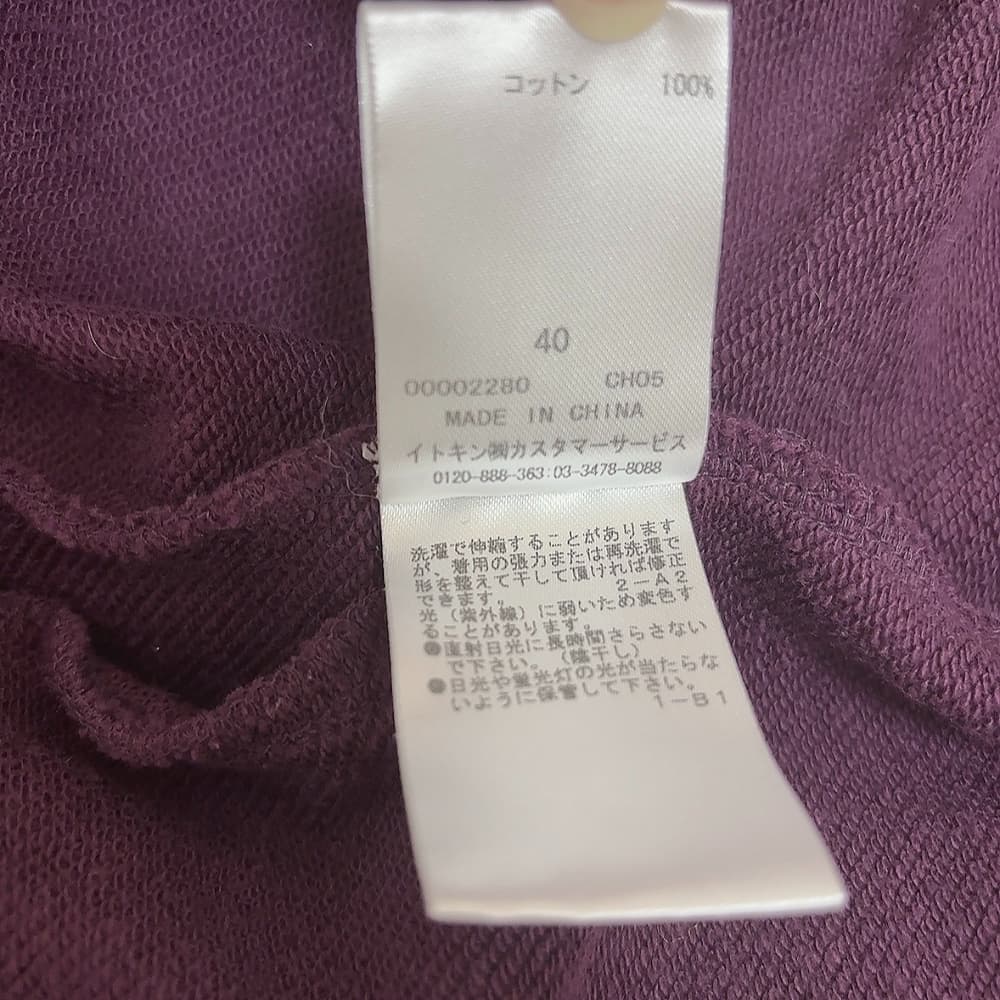 コットン 100%
40
00002280 CH05
MADE IN CHINA
イトキン㈱カスタマーサービス
0120-888-363:03-3478-8088
洗濯で伸縮することがあります
が、着用の張力または再洗濯で
形を整えて干して頂ければ修正
できます。 2-A2
光（紫外線）に弱いため変色す
ることがあります。
●直射日光に長時間さらさない
で下さい。（陰干し）
●日光や蛍光灯の光が当たらな
いように保管して下さい。
1-B1